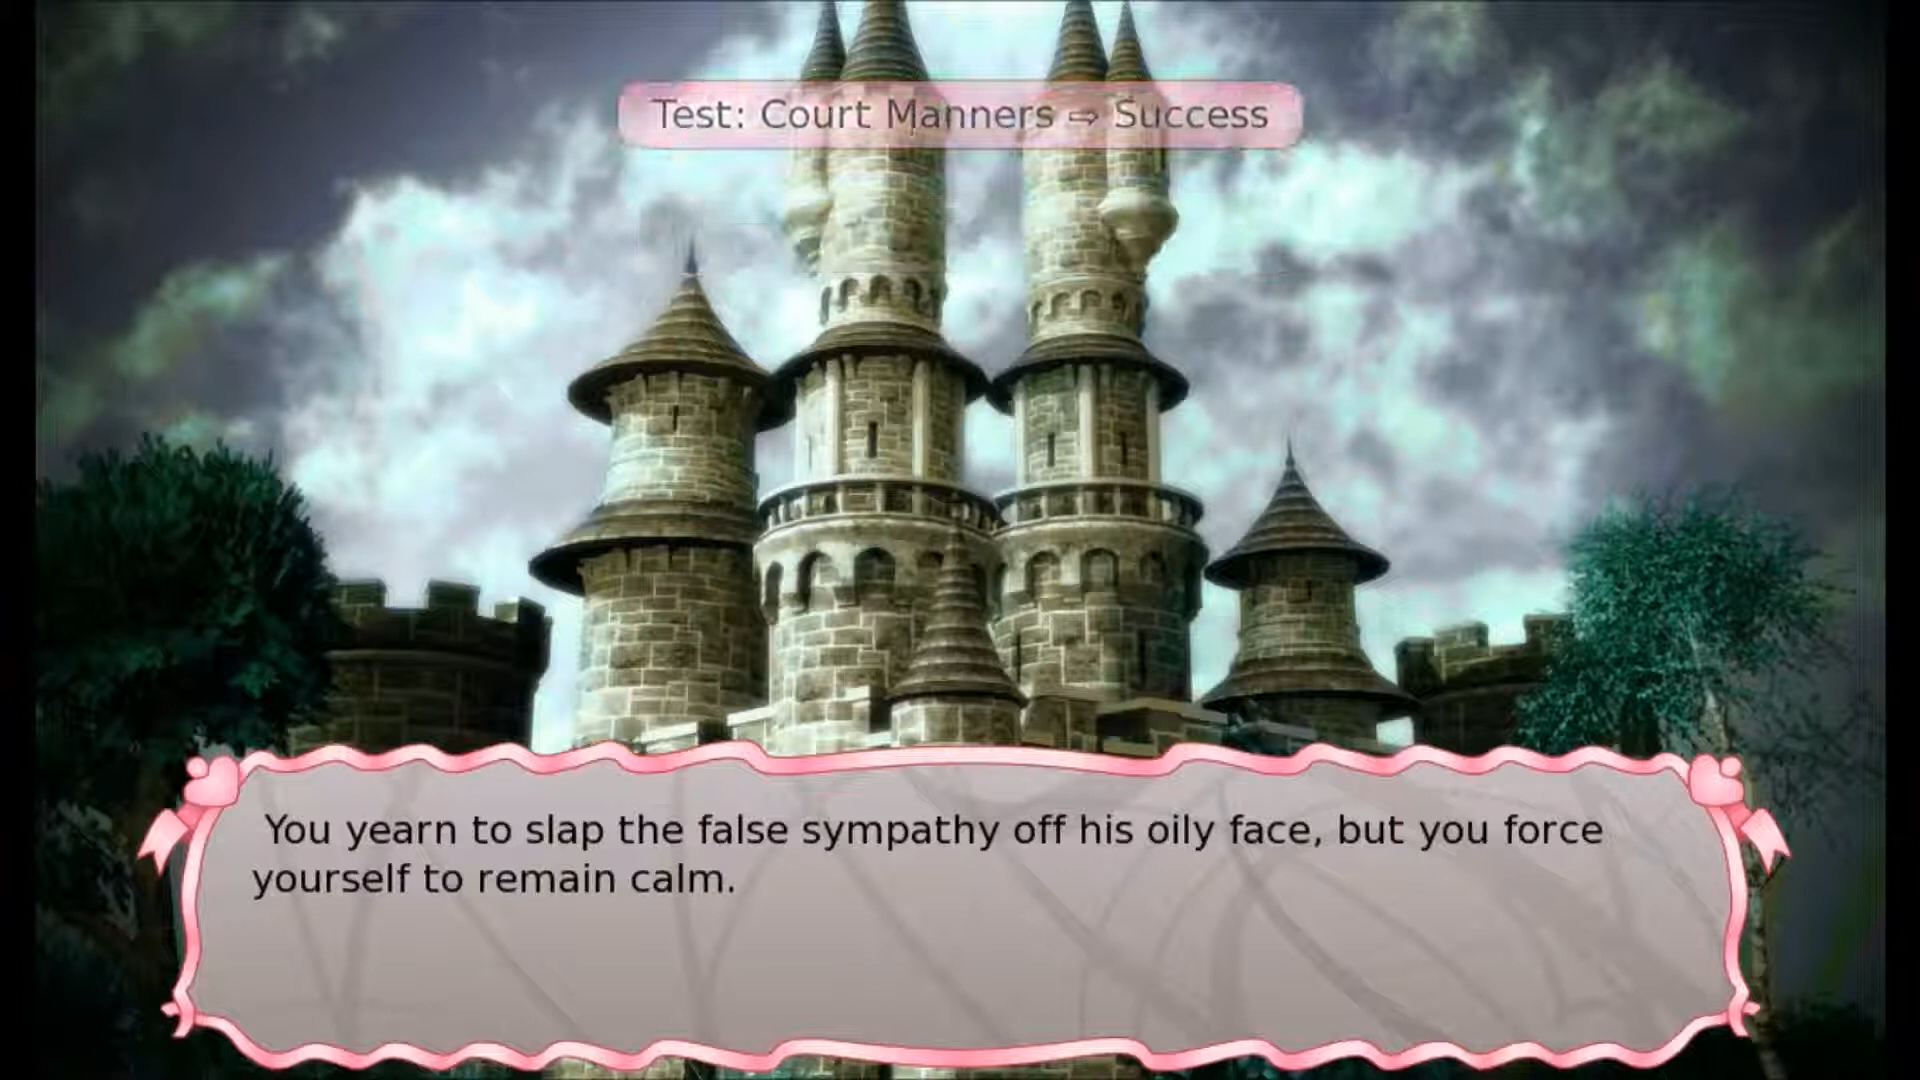 Test: Court Manners ⇨ Success
You yearn to slap the false sympathy off his oily face, but you force
yourself to remain calm.